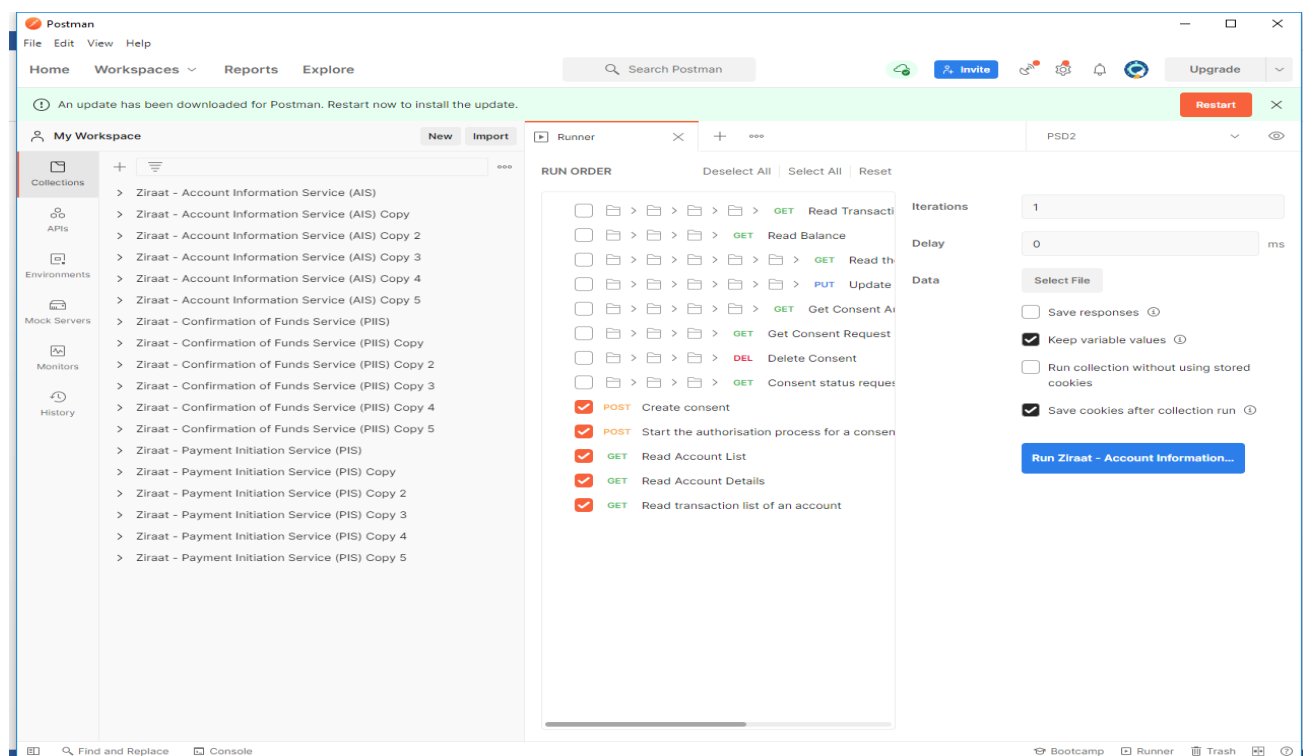 Postman
File Edit View Help
Home Workspaces Reports Explore
Search Postman
Invite
Upgrade
An update has been downloaded for Postman. Restart now to install the update.
Restart
My Workspace
New Import
Runner
PSD2
Collections
APIs
Environments
Mock Servers
Monitors
History
Ziraat - Account Information Service (AIS)
Ziraat - Account Information Service (AIS) Copy
Ziraat - Account Information Service (AIS) Copy 2
Ziraat - Account Information Service (AIS) Copy 3
Ziraat - Account Information Service (AIS) Copy 4
Ziraat - Account Information Service (AIS) Copy 5
Ziraat - Confirmation of Funds Service (PIIS)
Ziraat - Confirmation of Funds Service (PIIS) Copy
Ziraat - Confirmation of Funds Service (PIIS) Copy 2
Ziraat - Confirmation of Funds Service (PIIS) Copy 3
Ziraat - Confirmation of Funds Service (PIIS) Copy 4
Ziraat - Confirmation of Funds Service (PIIS) Copy 5
Ziraat - Payment Initiation Service (PIS)
Ziraat - Payment Initiation Service (PIS) Copy
Ziraat - Payment Initiation Service (PIS) Copy 2
Ziraat - Payment Initiation Service (PIS) Copy 3
Ziraat - Payment Initiation Service (PIS) Copy 4
Ziraat - Payment Initiation Service (PIS) Copy 5
RUN ORDER
Deselect All Select All Reset
GET Read Transacti
GET Read Balance
GET Read the
PUT Update
GET Get Consent Au
GET Get Consent Request
DEL Delete Consent
GET Consent status reques
POST Create consent
POST Start the authorisation process for a consen
GET Read Account List
GET Read Account Details
GET Read transaction list of an account
Iterations 1
Delay 0 ms
Data Select File
Save responses
Keep variable values
Run collection without using stored
cookies
Save cookies after collection run
Run Ziraat - Account Information...
Find and Replace Console
Bootcamp Runner Trash